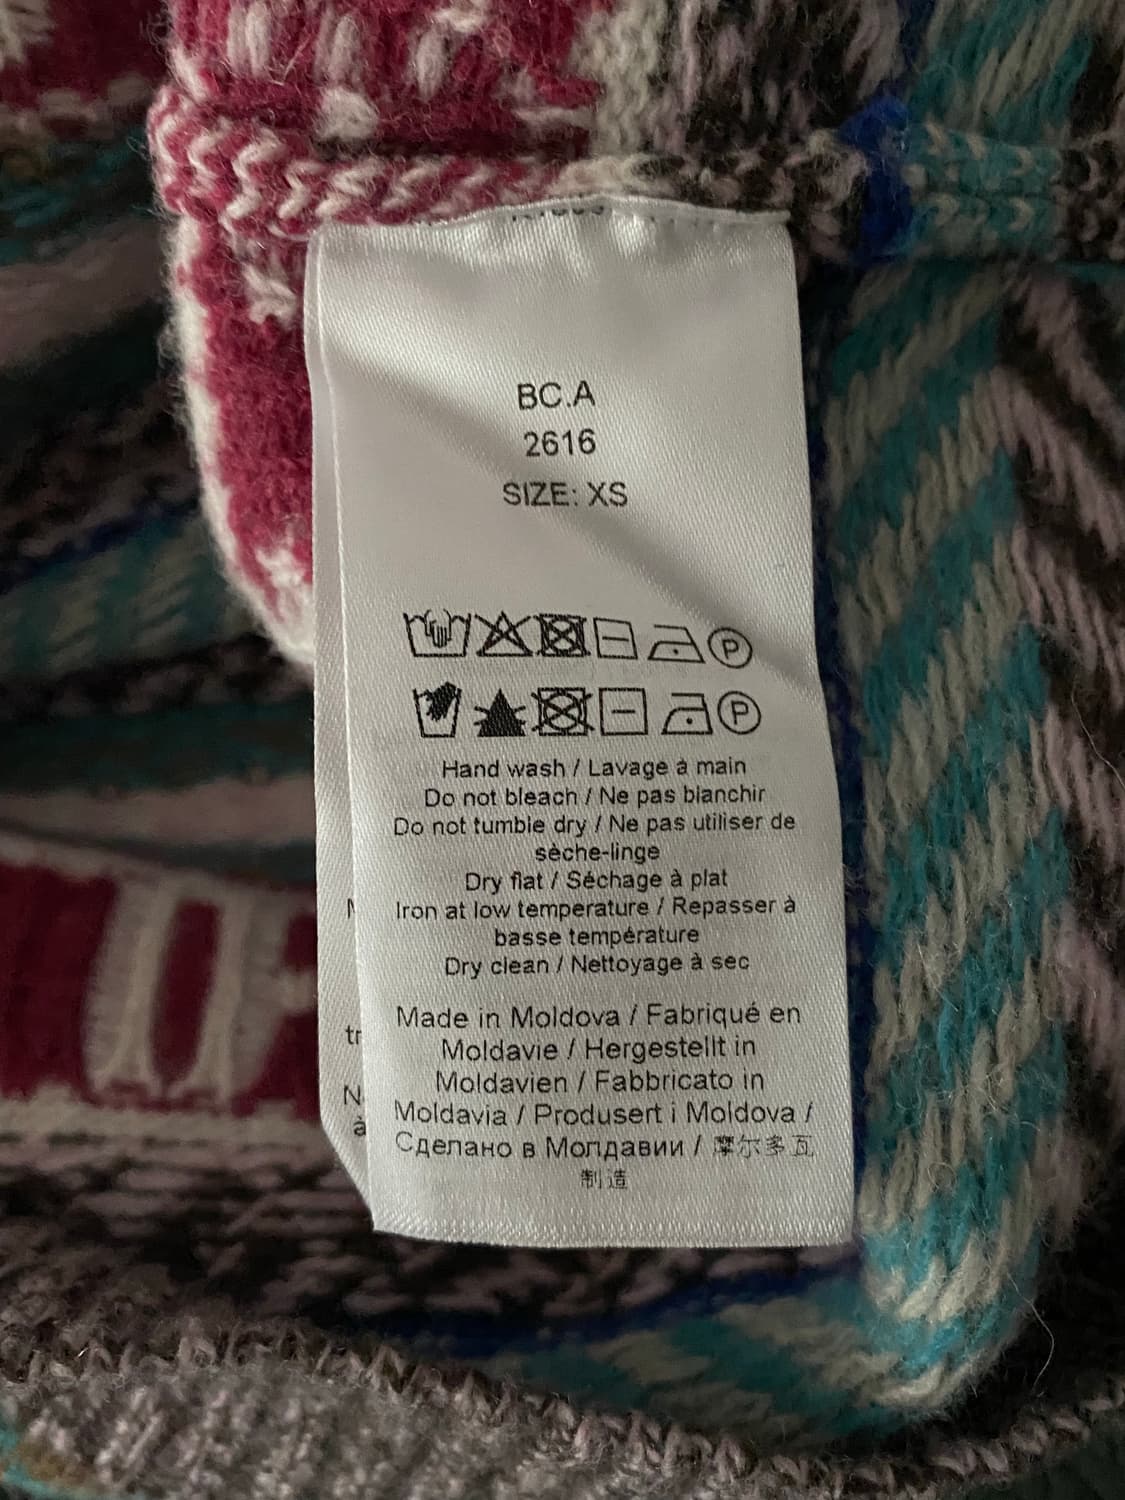 BC.A
2616
SIZE: XS
P
P
Hand wash / Lavage à main
Do not bleach / Ne pas blanchir
Do not tumble dry / Ne pas utiliser de
sèche-linge
Dry flat / Séchage à plat
Iron at low temperature / Repasser à
basse température
Dry clean / Nettoyage à sec
Made in Moldova / Fabriqué en
Moldavie / Hergestellt in
Moldavien / Fabbricato in
Moldavia / Produsert i Moldova /
Сделано в Молдавии / 摩尔多瓦
制造